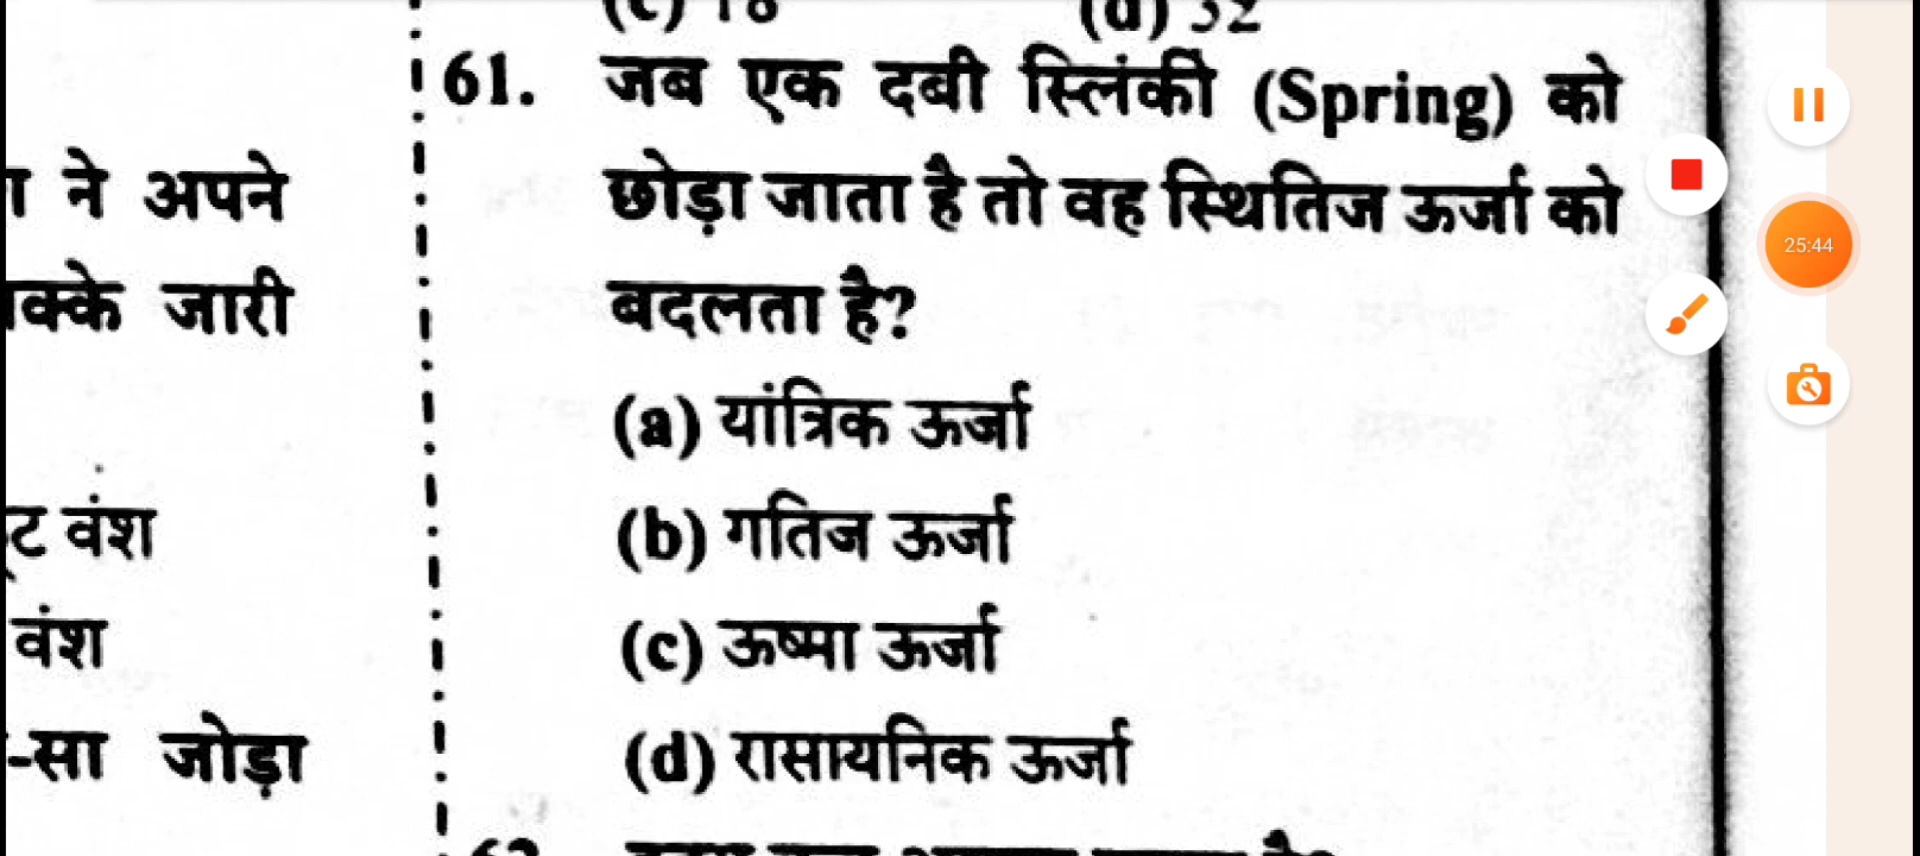 ने अपने
जारी
वंश
वंश
-सा जोड़ा
61. जब एक दबी स्लिंकी (Spring) को
छोड़ा जाता है तो वह स्थितिज ऊर्जा को
बदलता है?
(a) यांत्रिक ऊर्जा
(b) गतिज ऊर्जा
(c) ऊष्मा ऊर्जा
(d) रासायनिक ऊर्जा
25:44